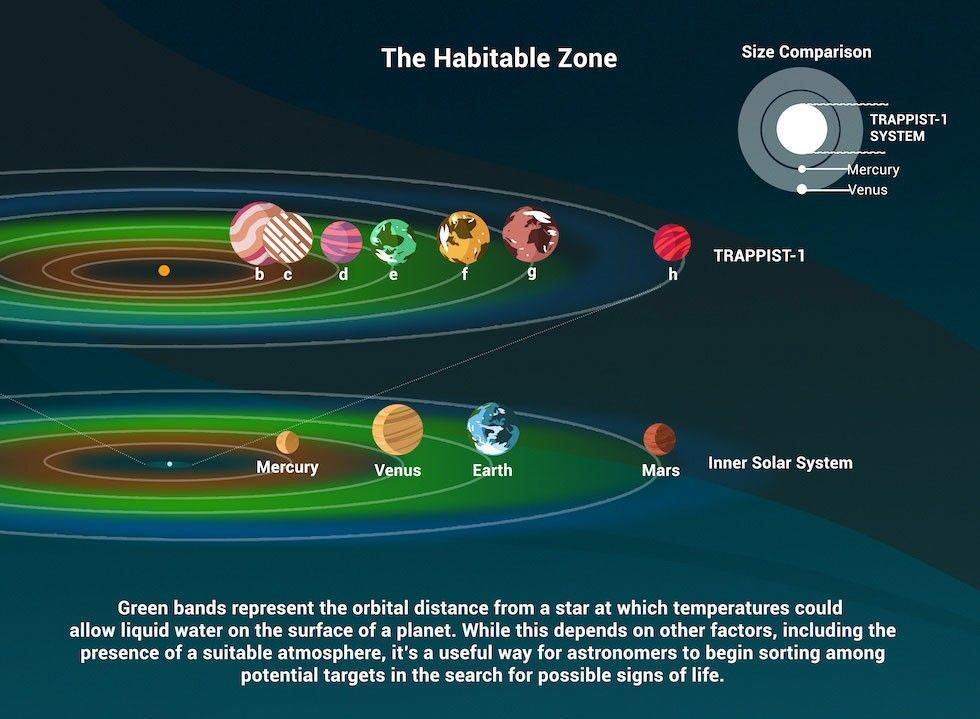 The Habitable Zone
Size Comparison
TRAPPIST-1
SYSTEM
Mercury
Venus
b c d e f g h
TRAPPIST-1
Mercury Venus Earth Mars
Inner Solar System
Green bands represent the orbital distance from a star at which temperatures could
allow liquid water on the surface of a planet. While this depends on other factors, including the
presence of a suitable atmosphere, it's a useful way for astronomers to begin sorting among
potential targets in the search for possible signs of life.